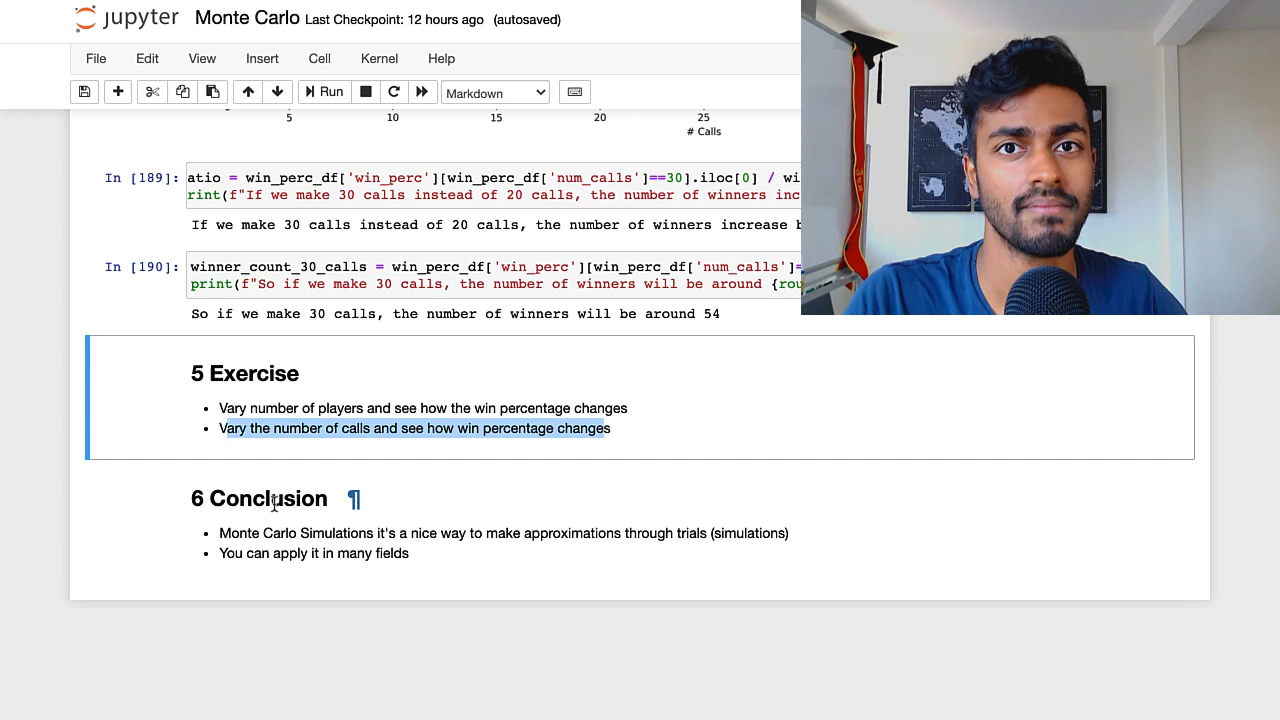 jupyter Monte Carlo Last Checkpoint: 12 hours ago (autosaved)
File Edit View Insert Cell Kernel Help
Run Markdown
5 10 15 20 25
# Calls
In [189]: atio = win_perc_df['win_perc'][win_perc_df['num_calls']==30].iloc[0] / wi
rint(f"If we make 30 calls instead of 20 calls, the number of winners inc
If we make 30 calls instead of 20 calls, the number of winners increase b
In [190]: winner_count_30_calls = win_perc_df['win_perc'][win_perc_df['num_calls']=
print(f"So if we make 30 calls, the number of winners will be around {rou
So if we make 30 calls, the number of winners will be around 54
5 Exercise
• Vary number of players and see how the win percentage changes
• Vary the number of calls and see how win percentage changes
6 Conclusion ¶
• Monte Carlo Simulations it's a nice way to make approximations through trials (simulations)
• You can apply it in many fields